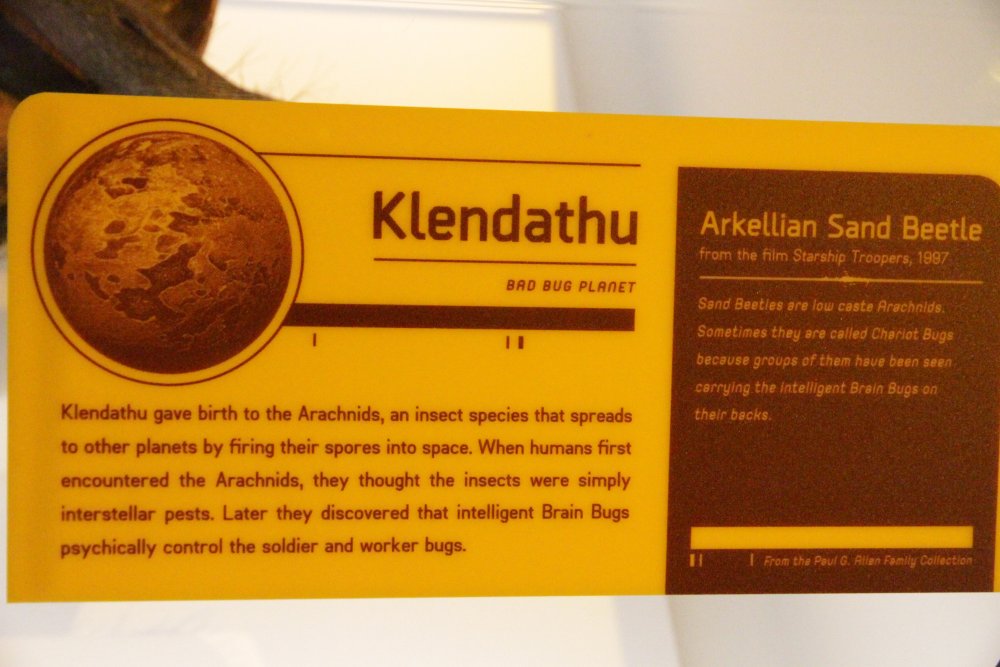 Klendathu
BAD BUG PLANET
Klendathu gave birth to the Arachnids, an insect species that spreads
to other planets by firing their spores into space. When humans first
encountered the Arachnids, they thought the insects were simply
interstellar pests. Later they discovered that intelligent Brain Bugs
psychically control the soldier and worker bugs.
Arkellian Sand Beetle
from the film Starship Troopers, 1997
Sand Beetles are low caste Arachnids.
Sometimes they are called Chariot Bugs
because groups of them have been seen
carrying the intelligent Brain Bugs on
their backs.
From the Paul G. Allen Family Collection